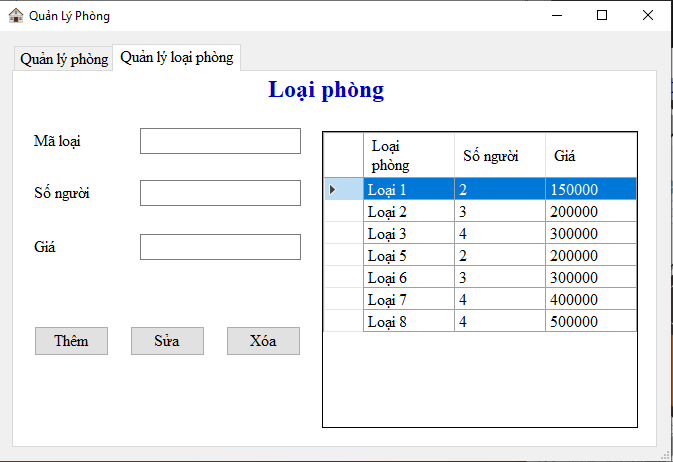 Quản Lý Phòng
Quản lý phòng Quản lý loại phòng
Loại phòng
Mã loại
Số người
Giá
Thêm Sửa Xóa
Loại phòng Số người Giá
Loại 1 2 150000
Loại 2 3 200000
Loại 3 4 300000
Loại 5 2 200000
Loại 6 3 300000
Loại 7 4 400000
Loại 8 4 500000